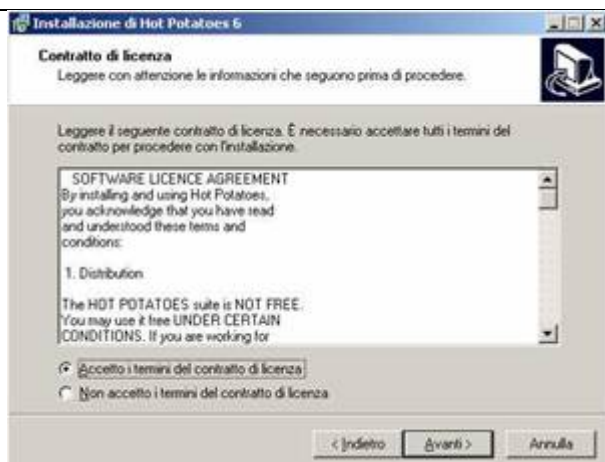 Installazione di Hot Potatoes 6
Contratto di licenza
Leggere con attenzione le informazioni che seguono prima di procedere.
Leggere il seguente contratto di licenza. È necessario accettare tutti i termini del
contratto per procedere con l'installazione.
SOFTWARE LICENCE AGREEMENT
By installing and using Hot Potatoes,
you acknowledge that you have read
and understood these terms and
conditions:
1. Distribution
The HOT POTATOES suite is NOT FREE.
You may use it free UNDER CERTAIN
CONDITIONS. If you are working for
Accetto i termini del contratto di licenza
Non accetto i termini del contratto di licenza
< Indietro Avanti > Annulla